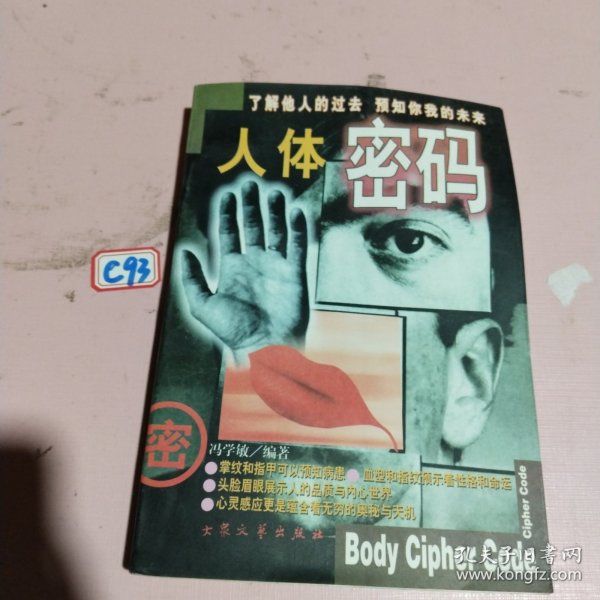 了解他人的过去 预知你我的未来
人体 密码
C93
密
冯学敏/编著
掌纹和指甲可以预知病患 血型和指纹预示着性格和命运
头脸眉眼展示人的品质与内心世界
心灵感应更是蕴含着无穷的奥秘与天机
大众文艺出版社
Body Cipher Code
Cipher Code
孔夫子旧书网
www.kongfz.com